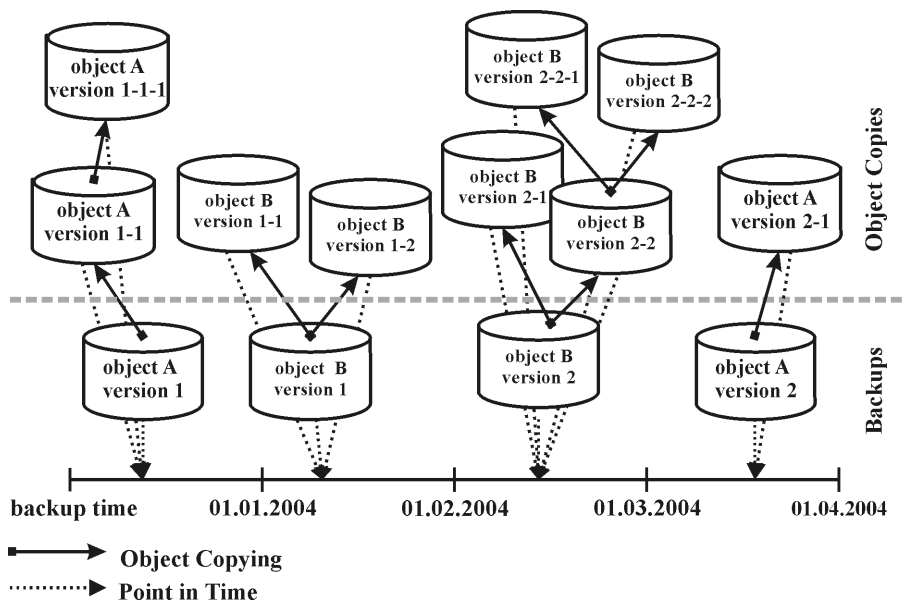 object A
version 1-1-1
object B
version 2-2-1
object B
version 2-2-2
object A
version 1-1
object B
version 1-1
object B
version 1-2
object B
version 2-1
object B
version 2-2
object A
version 2-1
Object Copies
object A
version 1
object B
version 1
object B
version 2
object A
version 2
Backups
backup time
01.01.2004
01.02.2004
01.03.2004
01.04.2004
Object Copying
Point in Time